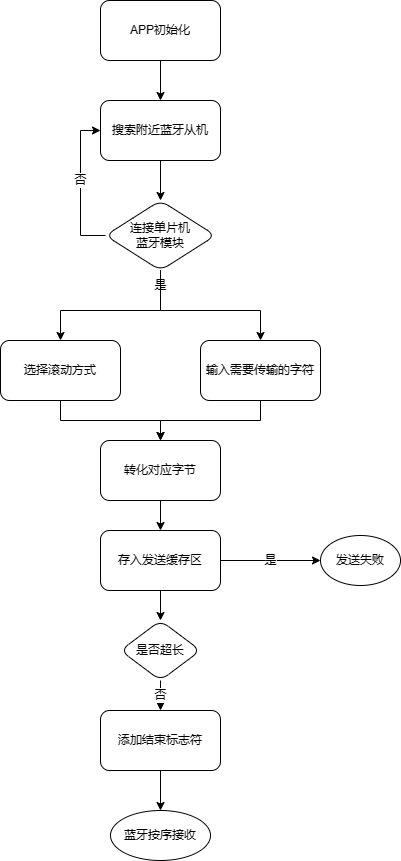 APP初始化
搜索附近蓝牙从机
否
连接单片机
蓝牙模块
是
选择滚动方式
输入需要传输的字符
转化对应字节
存入发送缓存区
是
发送失败
是否超长
否
添加结束标志符
蓝牙按序接收